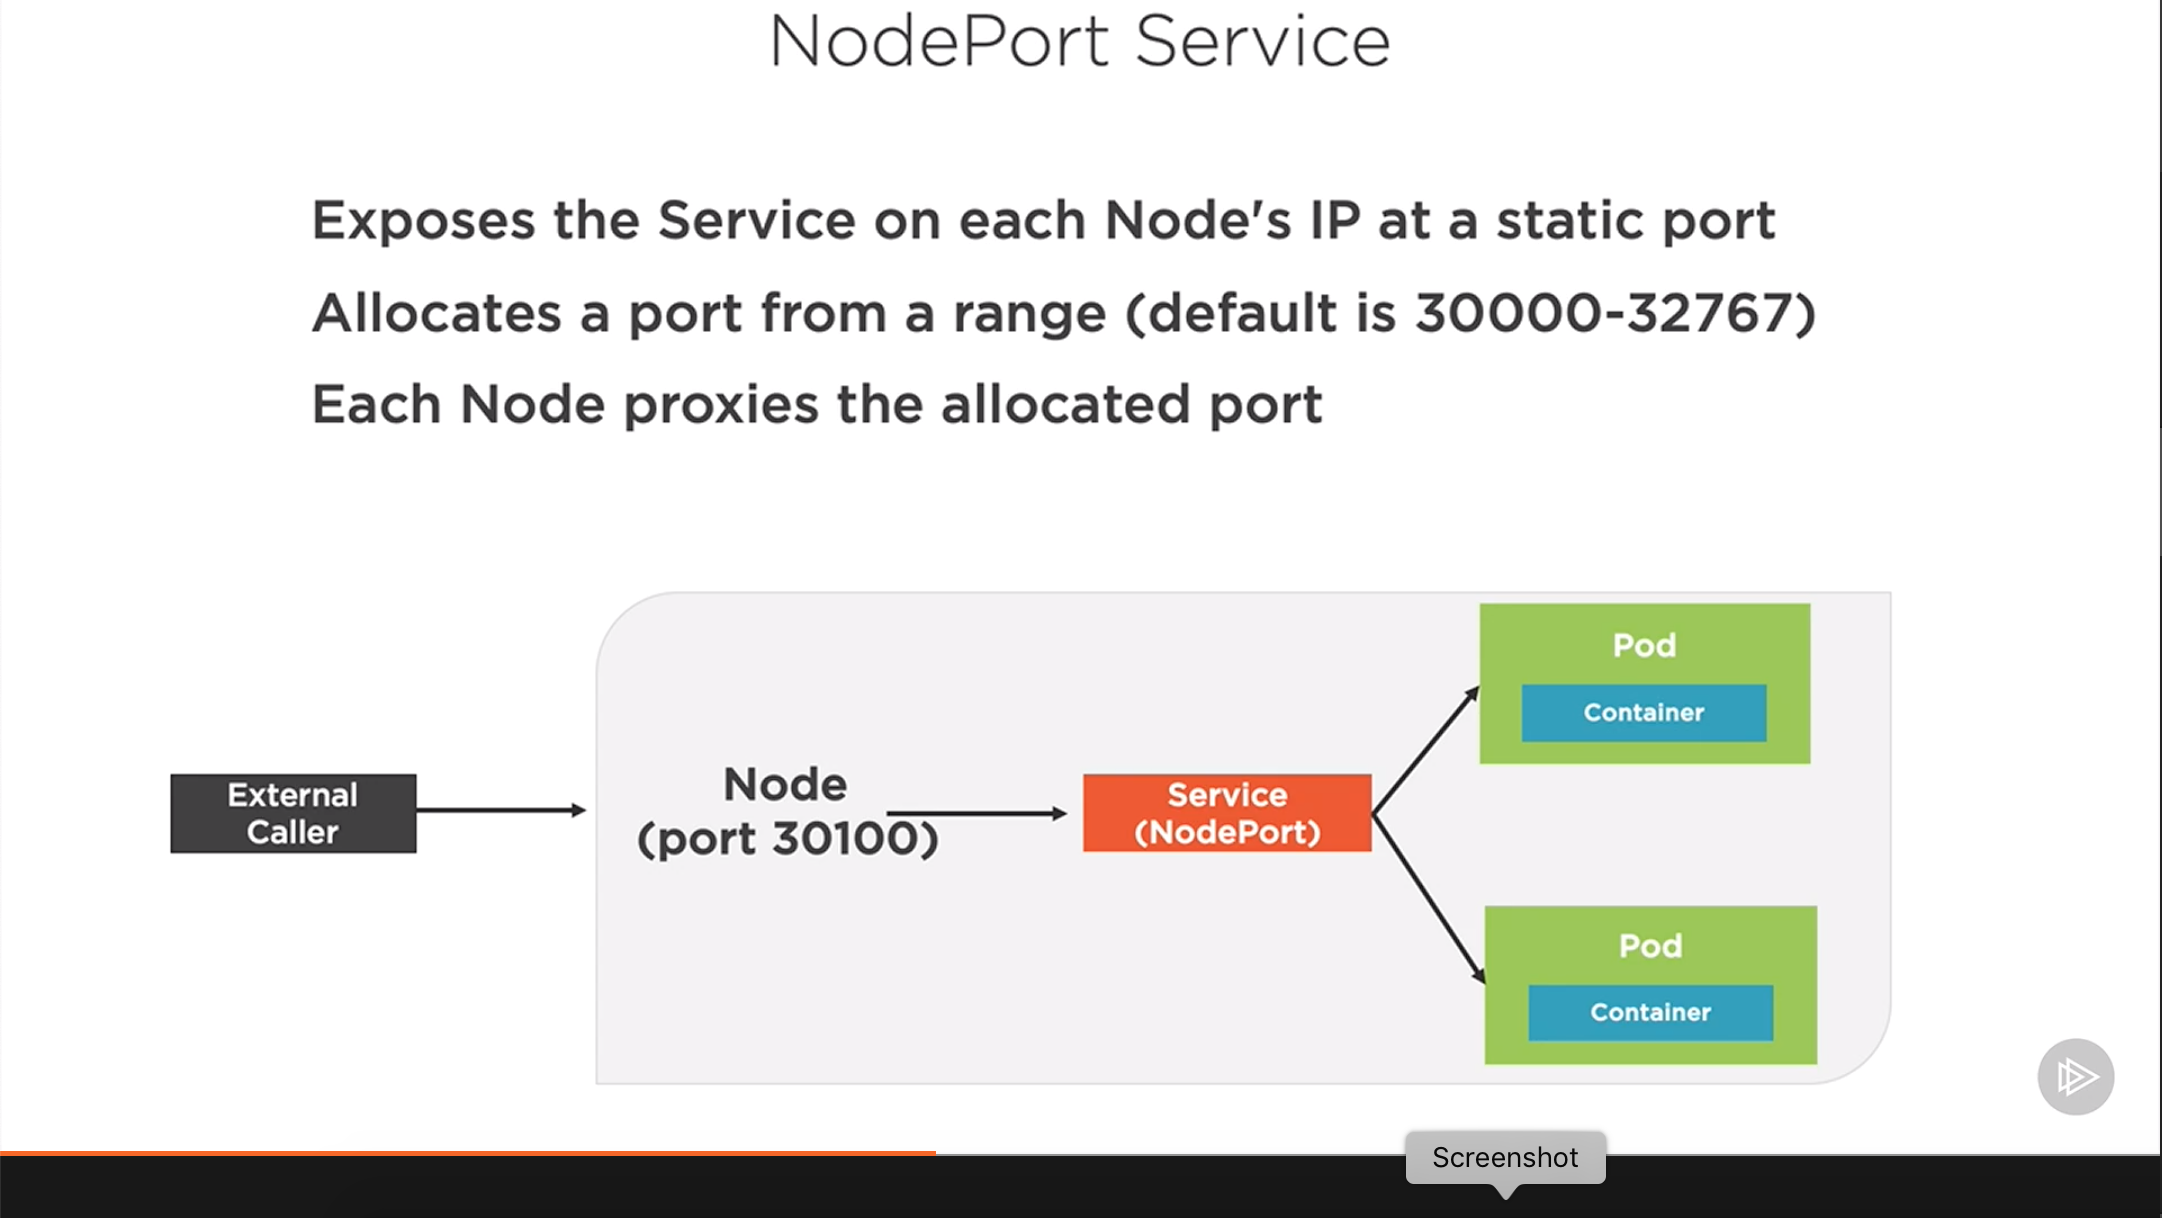 NodePort Service
Exposes the Service on each Node's IP at a static port
Allocates a port from a range (default is 30000-32767)
Each Node proxies the allocated port
External
Caller
Node
(port 30100)
Service
(NodePort)
Pod
Container
Pod
Container
Screenshot